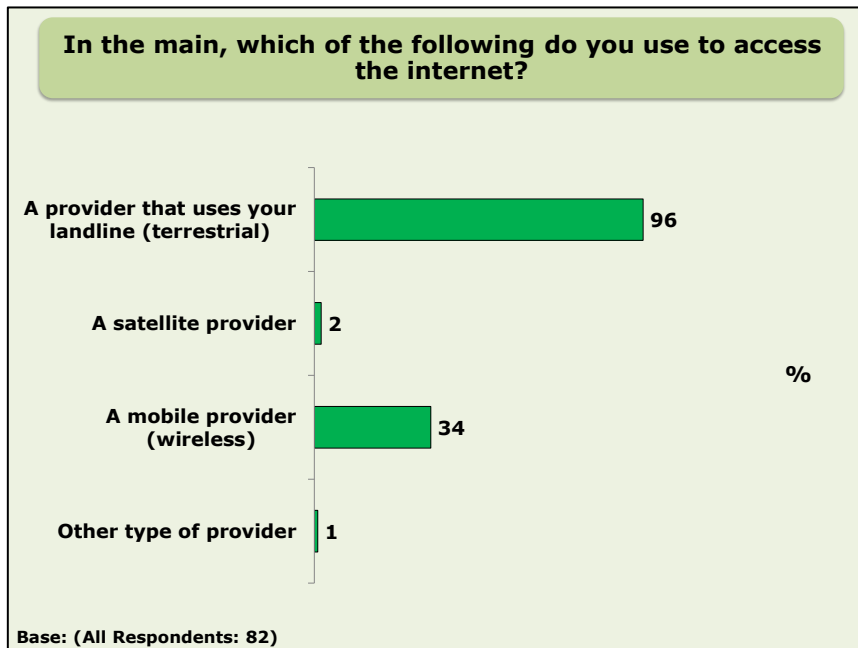 In the main, which of the following do you use to access
the internet?
A provider that uses your
landline (terrestrial)
96
A satellite provider
2
%
A mobile provider
(wireless)
34
Other type of provider
1
Base: (All Respondents: 82)